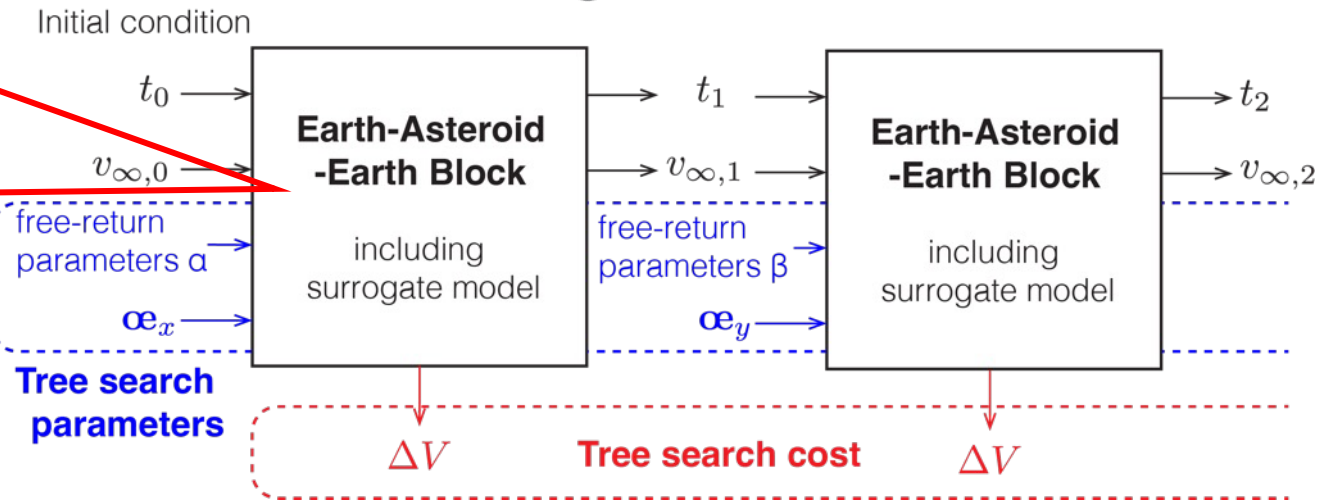 Initial condition
t₀
v∞,₀
free-return
parameters α
œₓ
Tree search
parameters
Earth-Asteroid
-Earth Block
including
surrogate model
ΔV
t₁
v∞,₁
free-return
parameters β
œ_y
Earth-Asteroid
-Earth Block
including
surrogate model
ΔV
t₂
v∞,₂
Tree search cost